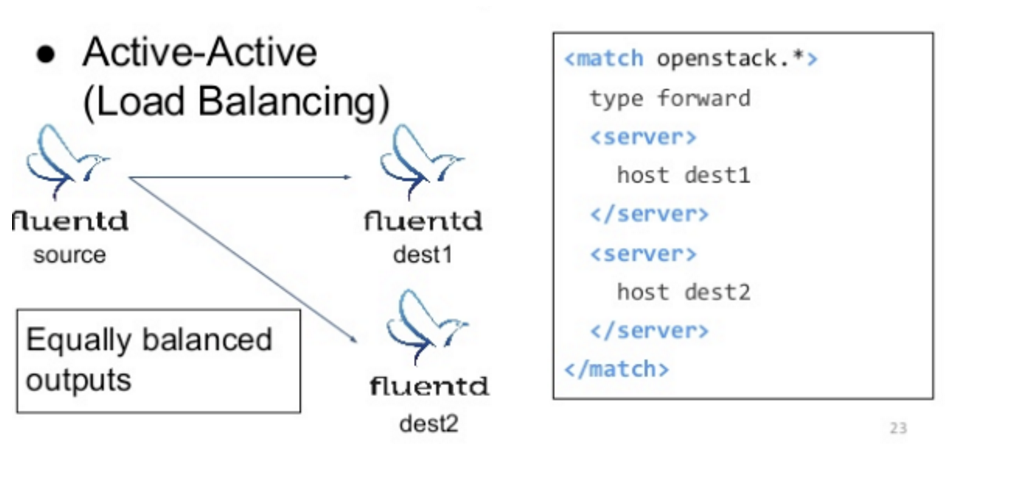 ● Active-Active
(Load Balancing)
fluentd
source
fluentd
dest1
Equally balanced
outputs
fluentd
dest2
<match openstack.*>
type forward
<server>
host dest1
</server>
<server>
host dest2
</server>
</match>
23